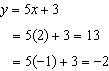 y = 5x + 3
= 5(2) + 3 = 13
= 5(−1) + 3 = −2